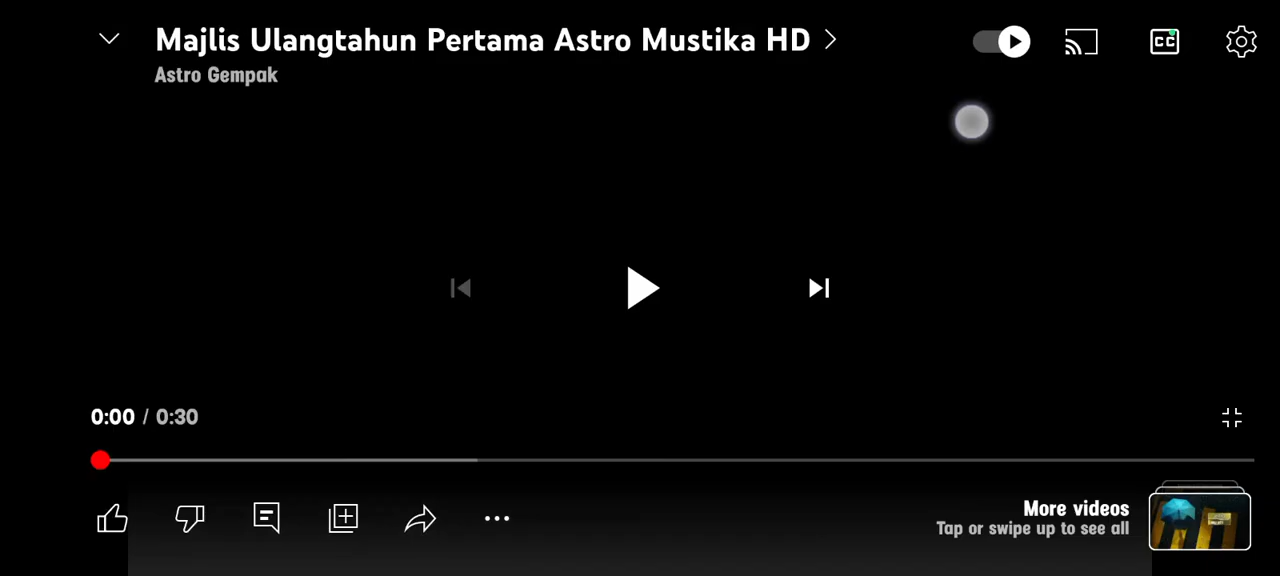 Majlis Ulangtahun Pertama Astro Mustika HD
Astro Gempak
CC
0:00 / 0:30
More videos
Tap or swipe up to see all